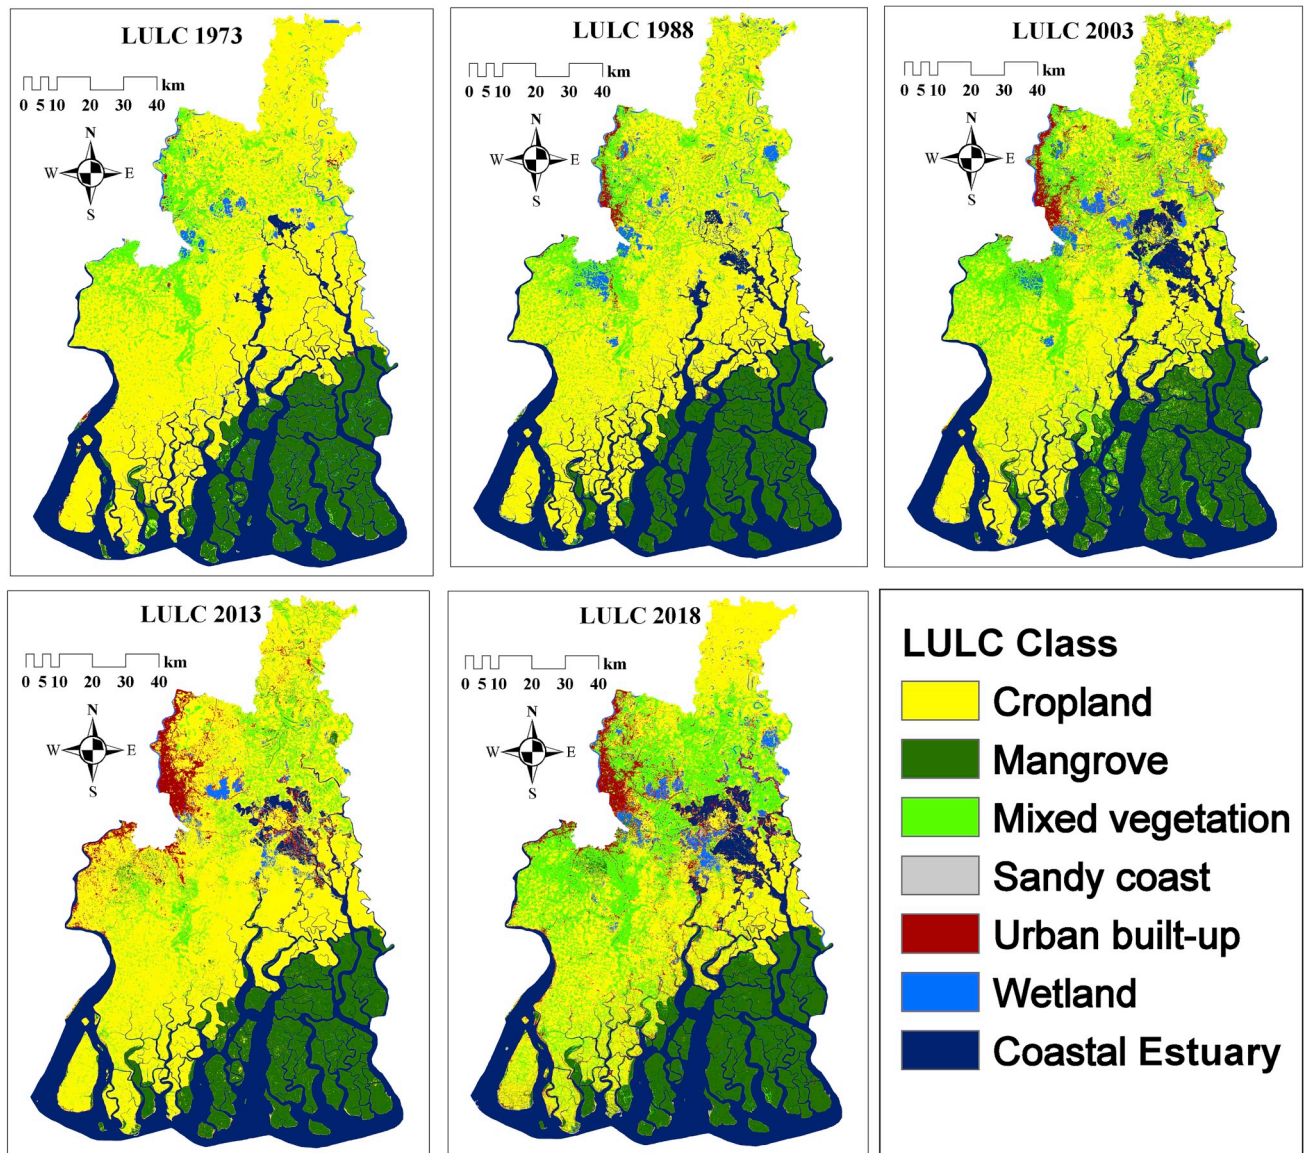 LULC 1973
km
0 5 10 20 30 40
N
W E
S
LULC 1988
km
0 5 10 20 30 40
N
W E
S
LULC 2003
km
0 5 10 20 30 40
N
W E
S
LULC 2013
km
0 5 10 20 30 40
N
W E
S
LULC 2018
km
0 5 10 20 30 40
N
W E
S
LULC Class
Cropland
Mangrove
Mixed vegetation
Sandy coast
Urban built-up
Wetland
Coastal Estuary